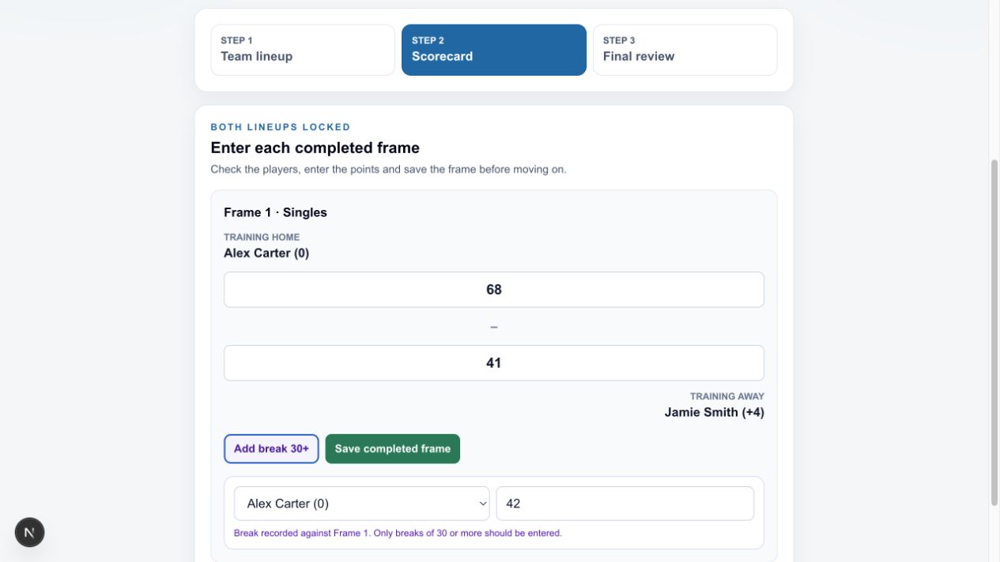 STEP 1
Team lineup
STEP 2
Scorecard
STEP 3
Final review
BOTH LINEUPS LOCKED
Enter each completed frame
Check the players, enter the points and save the frame before moving on.
Frame 1 · Singles
TRAINING HOME
Alex Carter (0)
68
–
41
TRAINING AWAY
Jamie Smith (+4)
Add break 30+
Save completed frame
Alex Carter (0)
42
Break recorded against Frame 1. Only breaks of 30 or more should be entered.
N